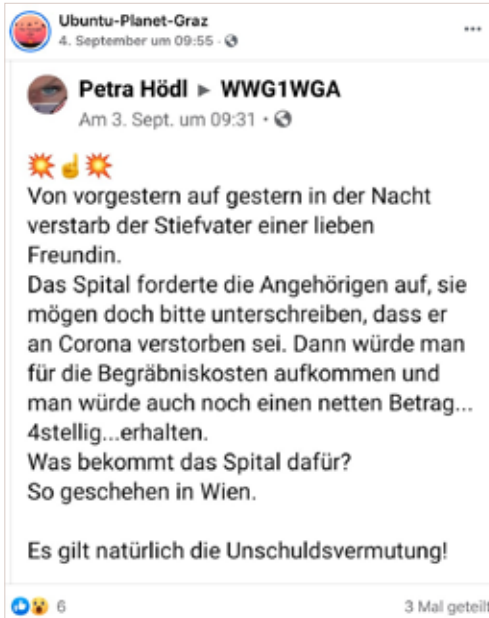 Ubuntu-Planet-Graz
4. September um 09:55 ·
Petra Hödl ▸ WWG1WGA
Am 3. Sept. um 09:31 •
Von vorgestern auf gestern in der Nacht
verstarb der Stiefvater einer lieben
Freundin.
Das Spital forderte die Angehörigen auf, sie
mögen doch bitte unterschreiben, dass er
an Corona verstorben sei. Dann würde man
für die Begräbniskosten aufkommen und
man würde auch noch einen netten Betrag...
4stellig...erhalten.
Was bekommt das Spital dafür?
So geschehen in Wien.
Es gilt natürlich die Unschuldsvermutung!
6
3 Mal geteilt